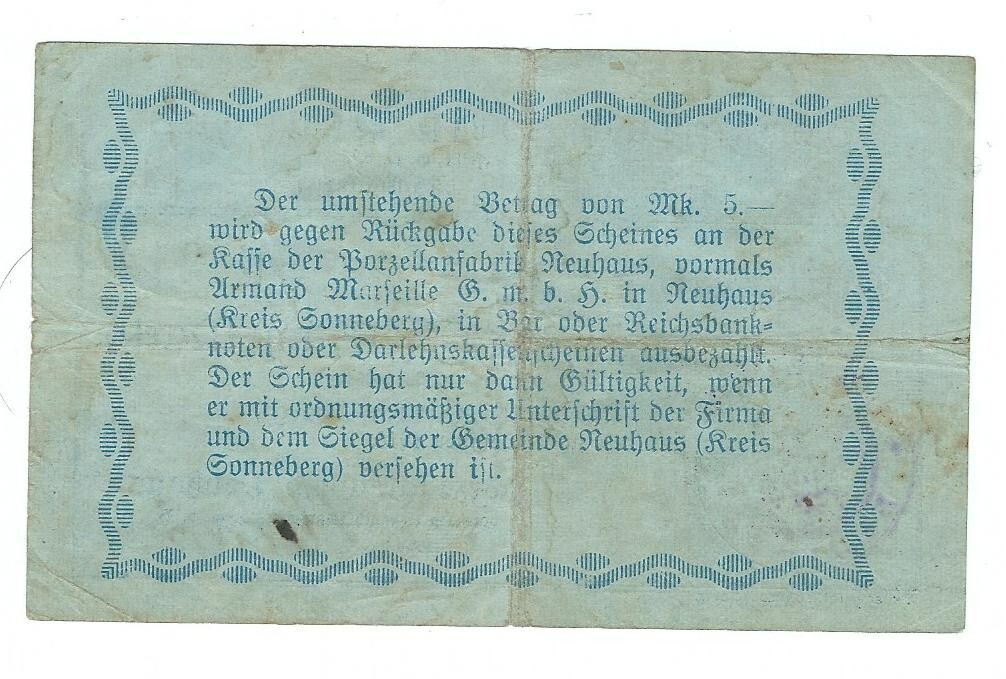 Der umstehende Betrag von Mk. 5.—
wird gegen Rückgabe dieses Scheines an der
Kasse der Porzellanfabrik Neuhaus, vormals
Armand Marseille G. m. b. H. in Neuhaus
(Kreis Sonneberg), in Bar oder Reichsbank-
noten oder Darlehnskassenscheinen ausbezahlt.
Der Schein hat nur dann Gültigkeit, wenn
er mit ordnungsmäßiger Unterschrift der Firma
und dem Siegel der Gemeinde Neuhaus (Kreis
Sonneberg) versehen ist.